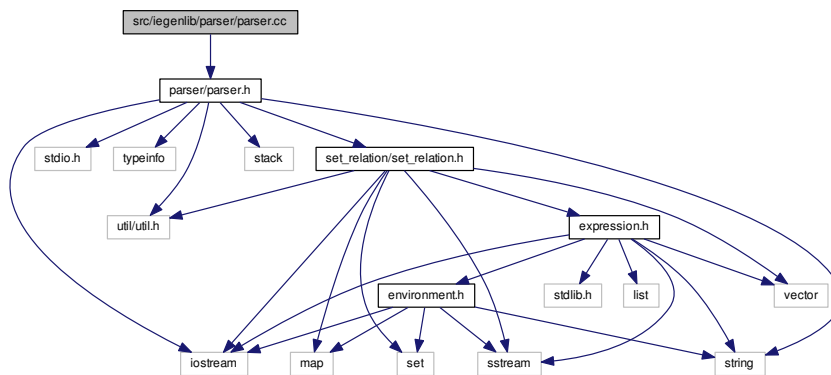 src/iegenlib/parser/parser.cc
parser/parser.h
stdio.h
typeinfo
stack
set_relation/set_relation.h
util/util.h
expression.h
environment.h
stdlib.h
list
vector
iostream
map
set
sstream
string